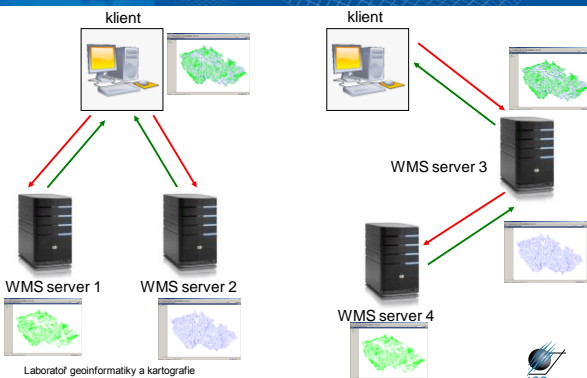 klient
klient
WMS server 3
WMS server 1
WMS server 2
WMS server 4
Laboratoř geoinformatiky a kartografie